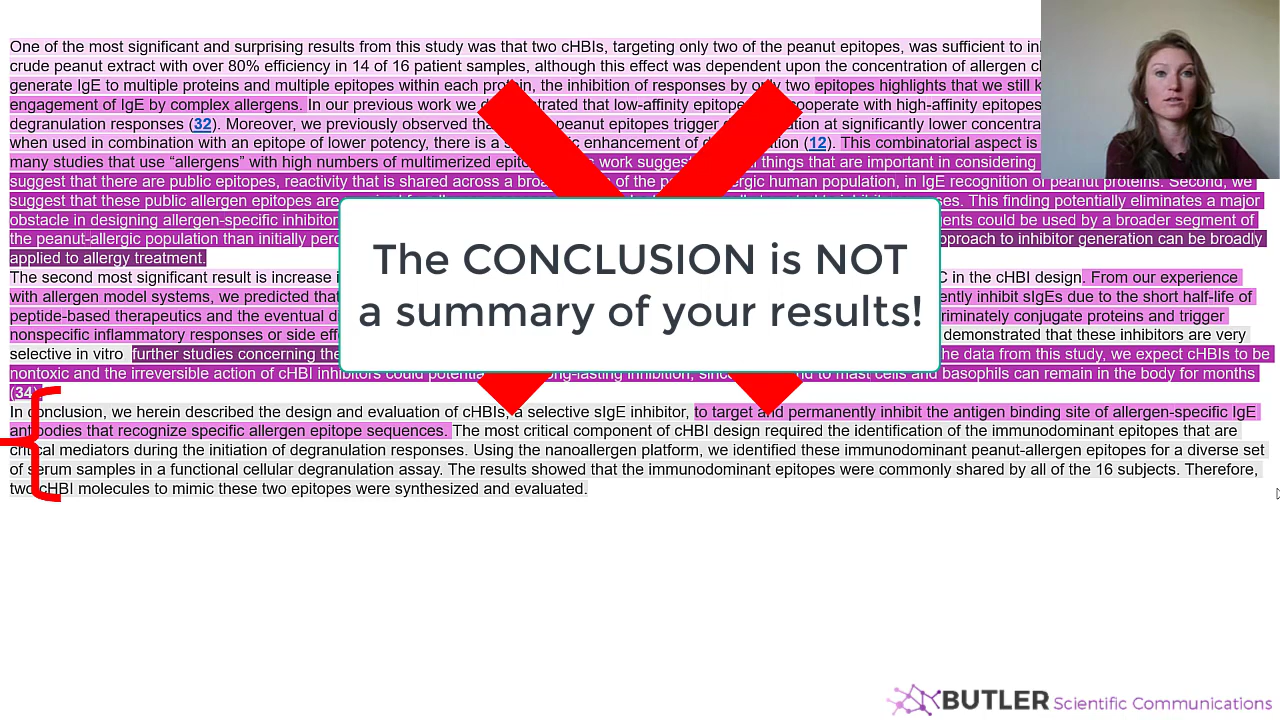 One of the most significant and surprising results from this study was that two cHBIs, targeting only two of the peanut epitopes, was sufficient to
crude peanut extract with over 80% efficiency in 14 of 16 patient samples, although this effect was dependent upon the concentration of allergen
generate IgE to multiple proteins and multiple epitopes within each protein, the inhibition of responses by only two epitopes highlights that we still
engagement of IgE by complex allergens. In our previous work we demonstrated that low-affinity epitopes cooperate with high-affinity epitopes
degranulation responses (32). Moreover, we previously observed peanut epitopes trigger at significantly lower
when used in combination with an epitope of lower potency, there is a enhancement of (12). This combinatorial aspect is
many studies that use “allergens” with high numbers of multimerized work things that are important in considering
suggest that there are public epitopes, reactivity that is shared across a of the human population, in IgE recognition of peanut proteins. Second, we
suggest that these public allergen epitopes are This finding potentially eliminates a major
obstacle in designing allergen-specific could be used by a broader segment of
the peanut-allergic population than initially approach to inhibitor generation can be broadly
applied to allergy treatment.
The CONCLUSION is NOT
a summary of your results!
The second most significant result is increase in the cHBI design. From our experience
with allergen model systems, we predicted that inhibit sIgEs due to the short half-life of
peptide-based therapeutics and the eventual conjugate proteins and trigger
nonspecific inflammatory responses or side demonstrated that these inhibitors are very
selective in vitro further studies concerning the the data from this study, we expect cHBIs to be
nontoxic and the irreversible action of cHBI inhibitors could long-lasting inhibition, to mast cells and basophils can remain in the body for months
(34).
In conclusion, we herein described the design and evaluation of cHBIs, a selective sIgE inhibitor, to target and permanently inhibit the antigen binding site of allergen-specific IgE
antibodies that recognize specific allergen epitope sequences. The most critical component of cHBI design required the identification of the immunodominant epitopes that are
critical mediators during the initiation of degranulation responses. Using the nanoallergen platform, we identified these immunodominant peanut-allergen epitopes for a diverse set
of serum samples in a functional cellular degranulation assay. The results showed that the immunodominant epitopes were commonly shared by all of the 16 subjects. Therefore,
two cHBI molecules to mimic these two epitopes were synthesized and evaluated.
BUTLER Scientific Communications